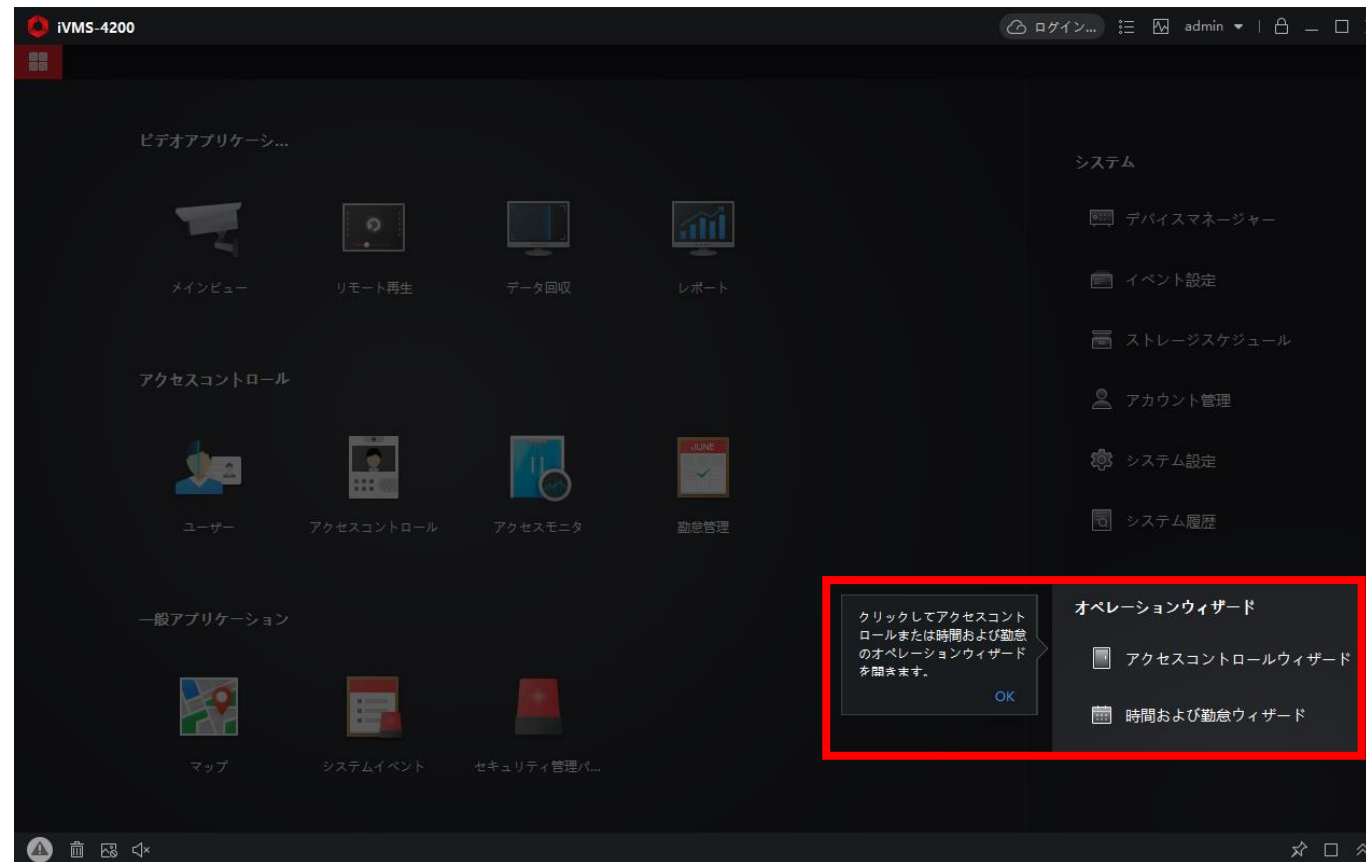 iVMS-4200
ログイン...
admin
ビデオアプリケーシ...
メインビュー
リモート再生
データ回収
レポート
アクセスコントロール
JUNE
ユーザー
アクセスコントロール
アクセスモニタ
勤怠管理
一般アプリケーション
マップ
システムイベント
セキュリティ管理パ...
システム
デバイスマネージャー
イベント設定
ストレージスケジュール
アカウント管理
システム設定
システム履歴
クリックしてアクセスコント
ロールまたは時間および勤怠
のオペレーションウィザード
を開きます。
OK
オペレーションウィザード
アクセスコントロールウィザード
時間および勤怠ウィザード